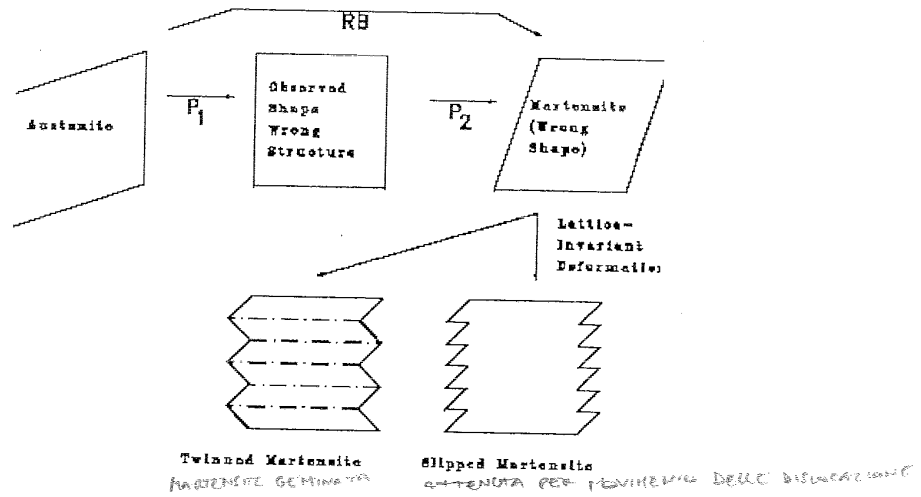 RB
Austenite
P1
Observed
Shape
Wrong
Structure
P2
Martensite
(Wrong
Shape)
Lattice-
Invariant
Deformation
Twinned Martensite
Slipped Martensite
MARTENSITE GEMINATA
OTTENUTA PER MOVIMENTO DELLE DISLOCAZIONE